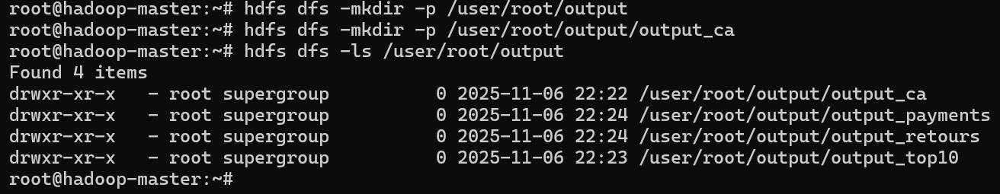 root@hadoop-master:~# hdfs dfs -mkdir -p /user/root/output
root@hadoop-master:~# hdfs dfs -mkdir -p /user/root/output/output_ca
root@hadoop-master:~# hdfs dfs -ls /user/root/output
Found 4 items
drwxr-xr-x   - root supergroup          0 2025-11-06 22:22 /user/root/output/output_ca
drwxr-xr-x   - root supergroup          0 2025-11-06 22:24 /user/root/output/output_payments
drwxr-xr-x   - root supergroup          0 2025-11-06 22:24 /user/root/output/output_retours
drwxr-xr-x   - root supergroup          0 2025-11-06 22:23 /user/root/output/output_top10
root@hadoop-master:~#